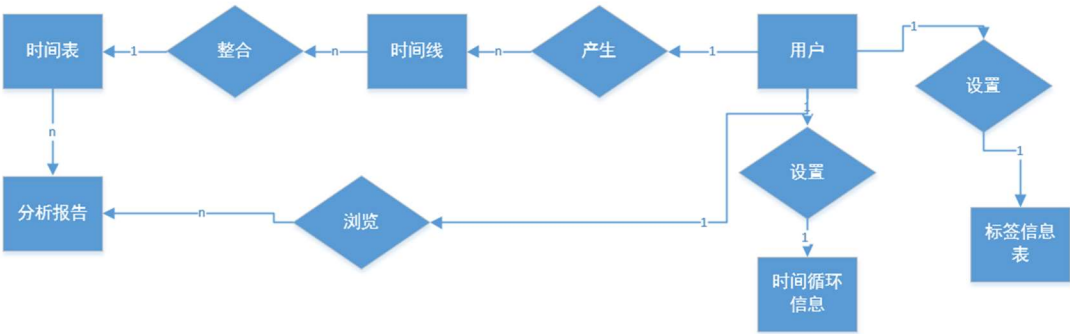 时间表
1
整合
n
时间线
n
产生
1
用户
1
设置
1
标签信息
表
1
设置
1
时间循环
信息
1
浏览
n
分析报告
n